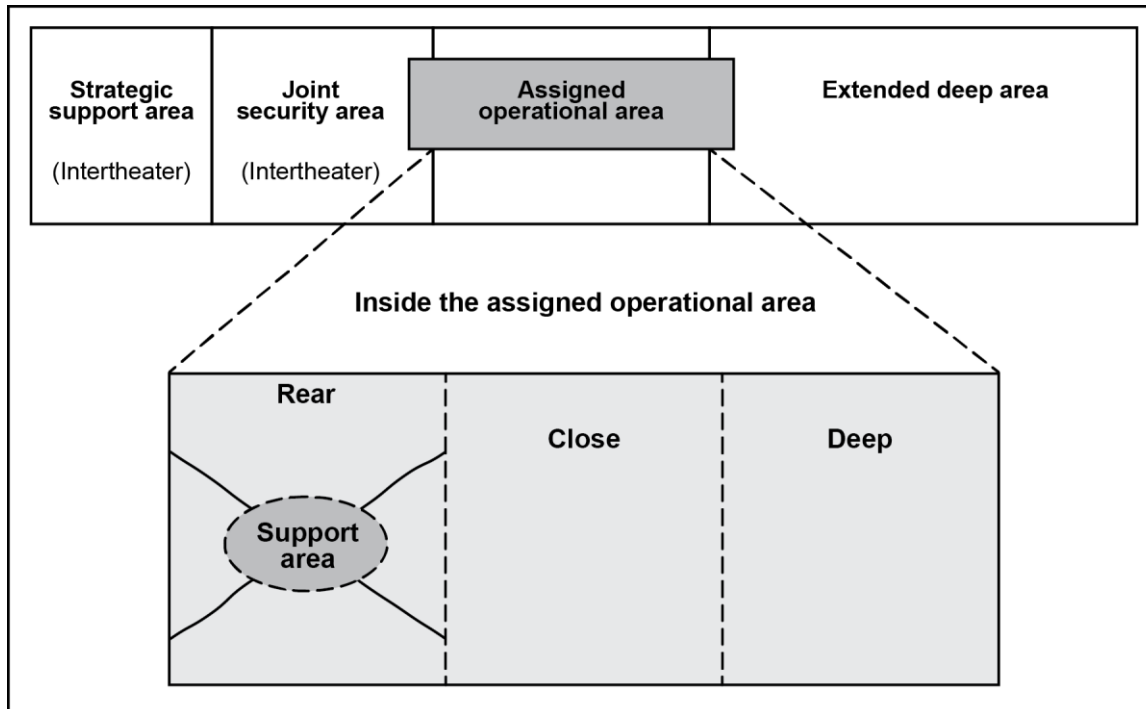 Strategic
support area
(Intertheater)
Joint
security area
(Intertheater)
Assigned
operational area
Extended deep area
Inside the assigned operational area
Rear
Support
area
Close
Deep